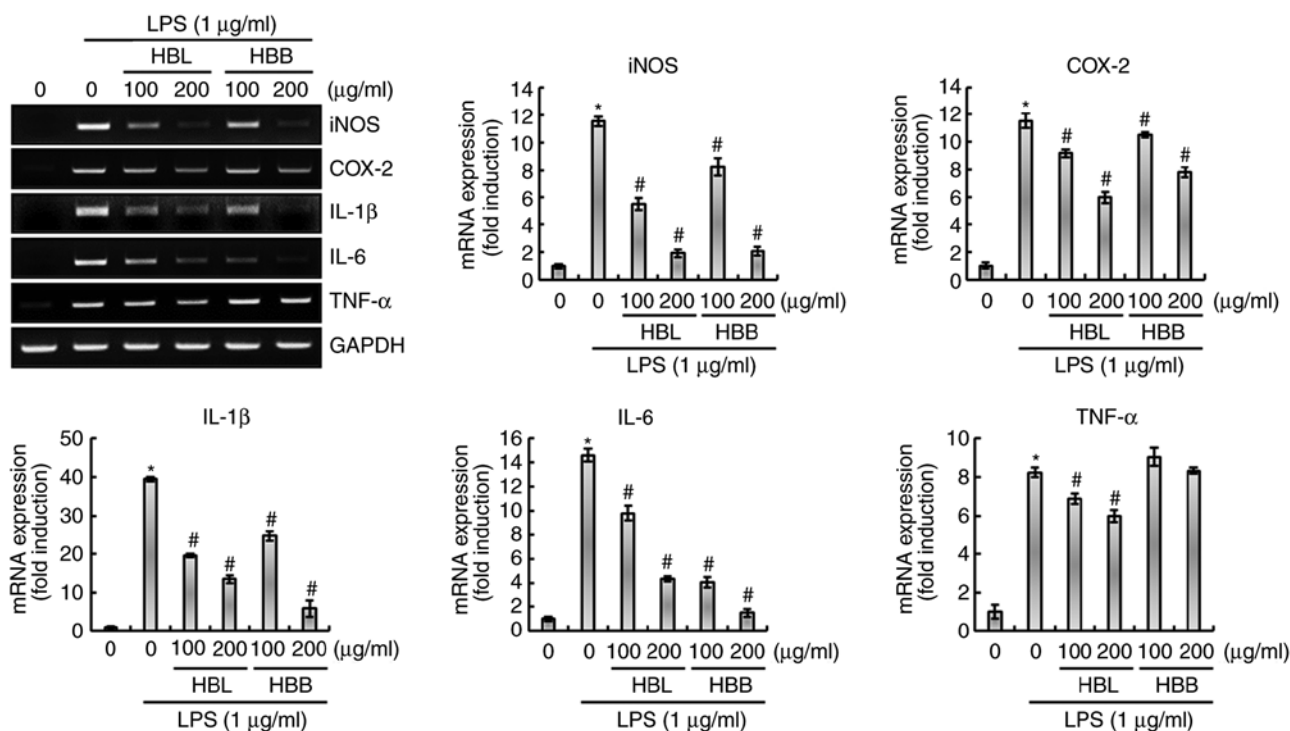 LPS (1 μg/ml)
HBL HBB
0 0 100 200 100 200 (μg/ml)
iNOS
COX-2
IL-1β
IL-6
TNF-α
GAPDH
iNOS
mRNA expression
(fold induction)
14
12
10
8
6
4
2
0
* # # # #
0 0 100 200 100 200 (μg/ml)
HBL HBB
LPS (1 μg/ml)
COX-2
mRNA expression
(fold induction)
14
12
10
8
6
4
2
0
* # # # #
0 0 100 200 100 200 (μg/ml)
HBL HBB
LPS (1 μg/ml)
IL-1β
mRNA expression
(fold induction)
50
40
30
20
10
0
* # # # #
0 0 100 200 100 200 (μg/ml)
HBL HBB
LPS (1 μg/ml)
IL-6
mRNA expression
(fold induction)
16
14
12
10
8
6
4
2
0
* # # # #
0 0 100 200 100 200 (μg/ml)
HBL HBB
LPS (1 μg/ml)
TNF-α
mRNA expression
(fold induction)
10
8
6
4
2
0
* # #
0 0 100 200 100 200 (μg/ml)
HBL HBB
LPS (1 μg/ml)